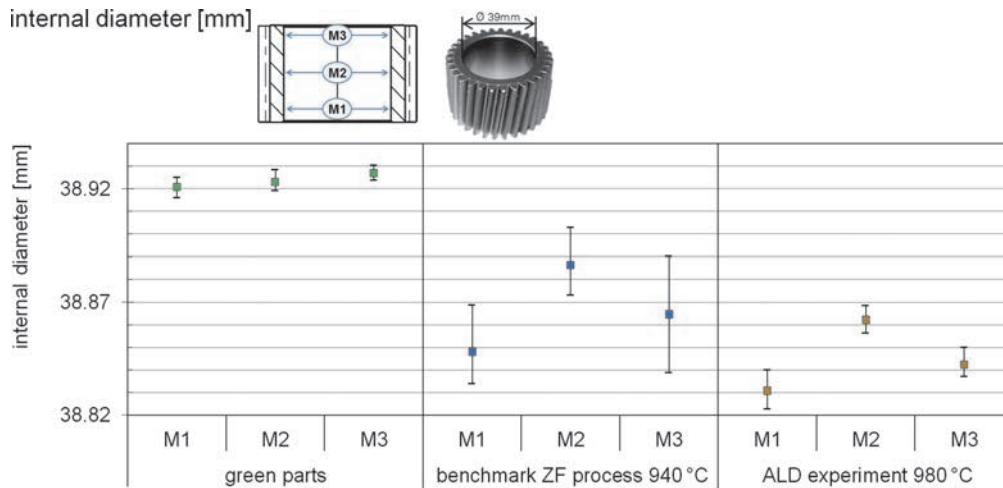 internal diameter [mm]
Ø 39mm
M3
M2
M1
internal diameter [mm]
38.92
38.87
38.82
M1 M2 M3 M1 M2 M3 M1 M2 M3
green parts benchmark ZF process 940 °C ALD experiment 980 °C